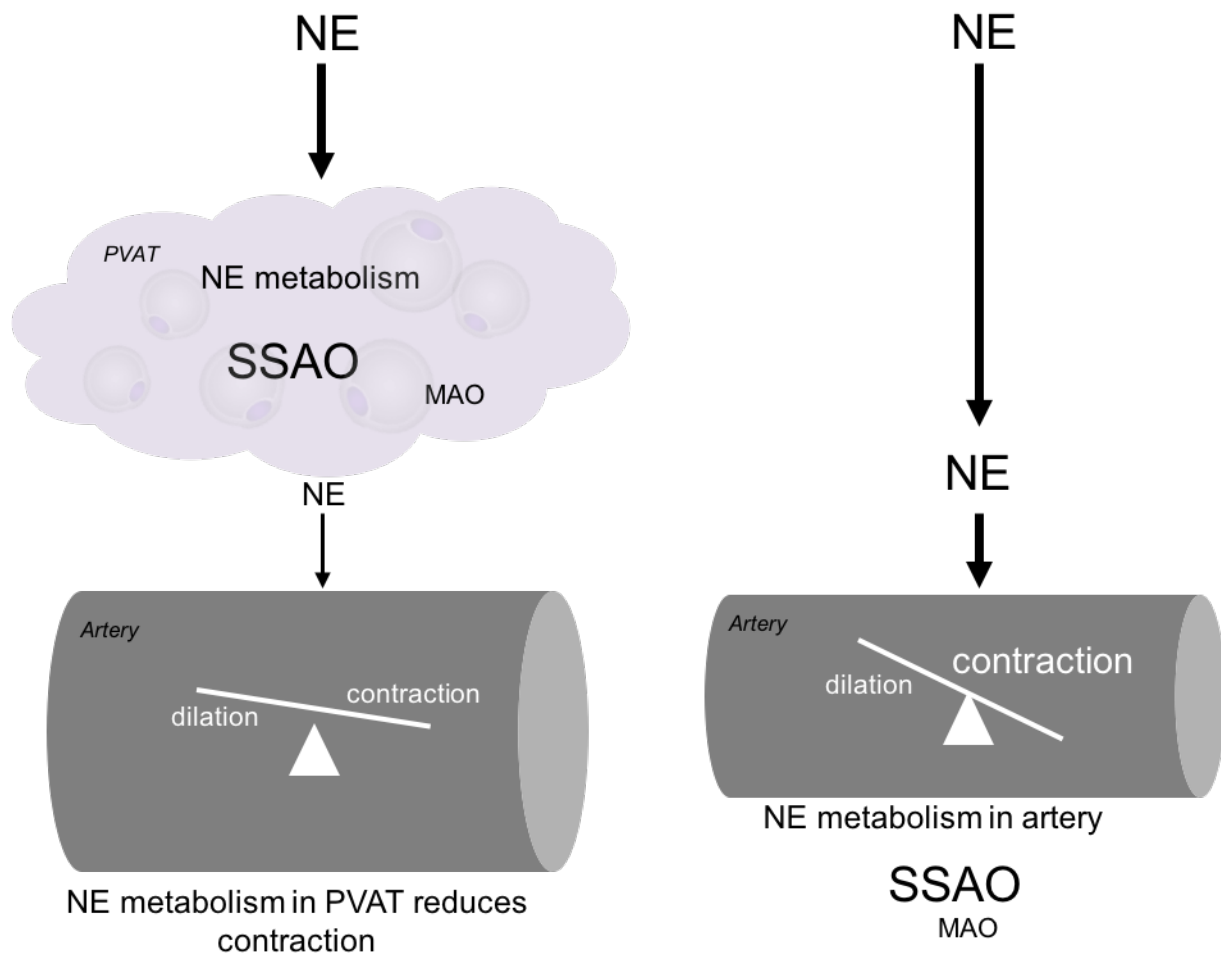 NE
PVAT
NE metabolism
SSAO
MAO
NE
Artery
contraction
dilation
NE metabolism in PVAT reduces
contraction
NE
NE
Artery
contraction
dilation
NE metabolism in artery
SSAO
MAO